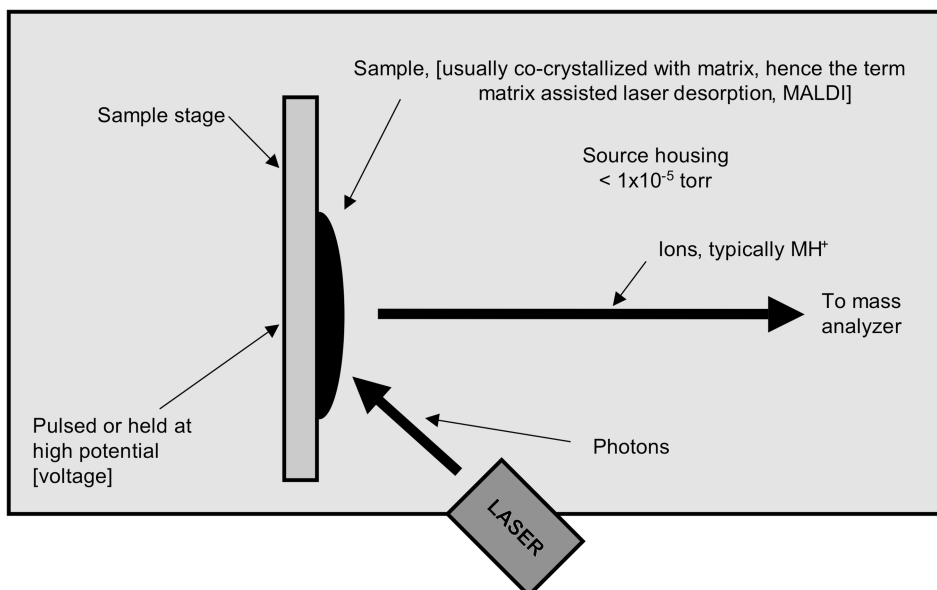 Sample, [usually co-crystallized with matrix, hence the term
matrix assisted laser desorption, MALDI]
Sample stage
Source housing
< 1x10⁻⁵ torr
Ions, typically MH⁺
To mass
analyzer
Pulsed or held at
high potential
[voltage]
Photons
LASER